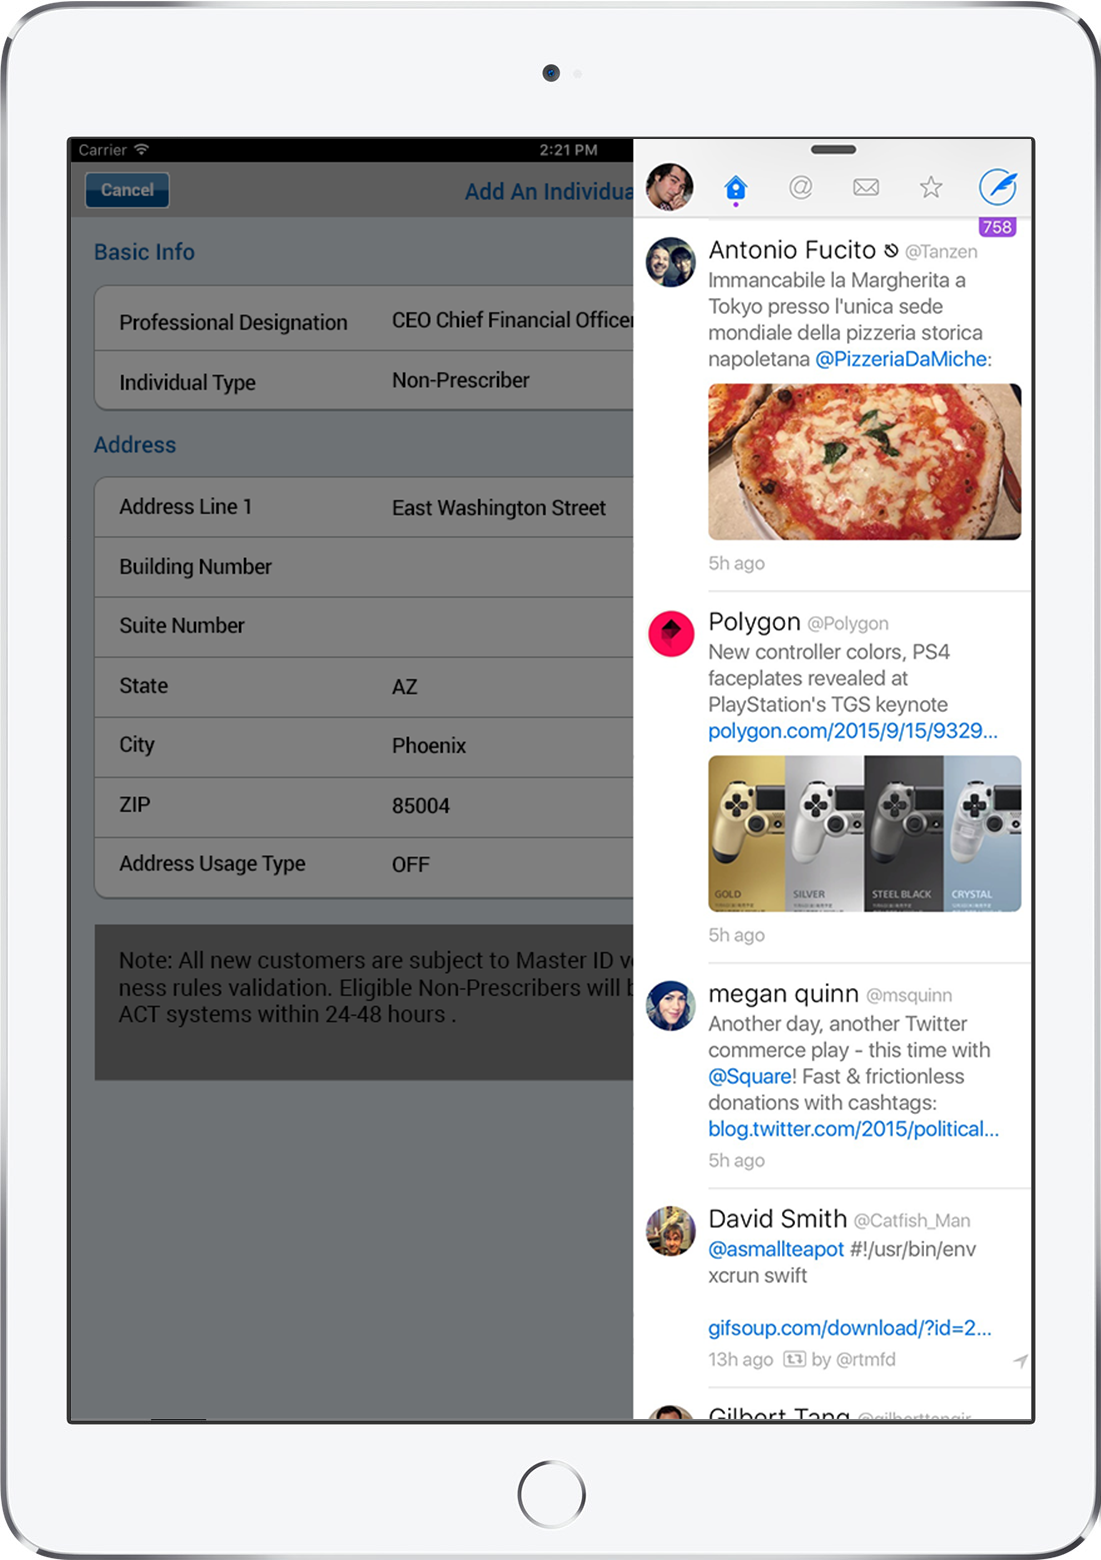 Carrier
2:21 PM
Cancel
Add An Individua
Basic Info
Professional Designation
CEO Chief Financial Officer
Individual Type
Non-Prescriber
Address
Address Line 1
East Washington Street
Building Number
Suite Number
State
AZ
City
Phoenix
ZIP
85004
Address Usage Type
OFF
Note: All new customers are subject to Master ID v
ness rules validation. Eligible Non-Prescribers will b
ACT systems within 24-48 hours .
@
758
Antonio Fucito @Tanzen
Immancabile la Margherita a
Tokyo presso l'unica sede
mondiale della pizzeria storica
napoletana @PizzeriaDaMiche:
5h ago
Polygon @Polygon
New controller colors, PS4
faceplates revealed at
PlayStation's TGS keynote
polygon.com/2015/9/15/9329...
GOLD
SILVER
STEEL BLACK
CRYSTAL
5h ago
megan quinn @msquinn
Another day, another Twitter
commerce play - this time with
@Square! Fast & frictionless
donations with cashtags:
blog.twitter.com/2015/political...
5h ago
David Smith @Catfish_Man
@asmallteapot #!/usr/bin/env
xcrun swift
gifsoup.com/download/?id=2...
13h ago by @rtmfd
Gilbert Tang